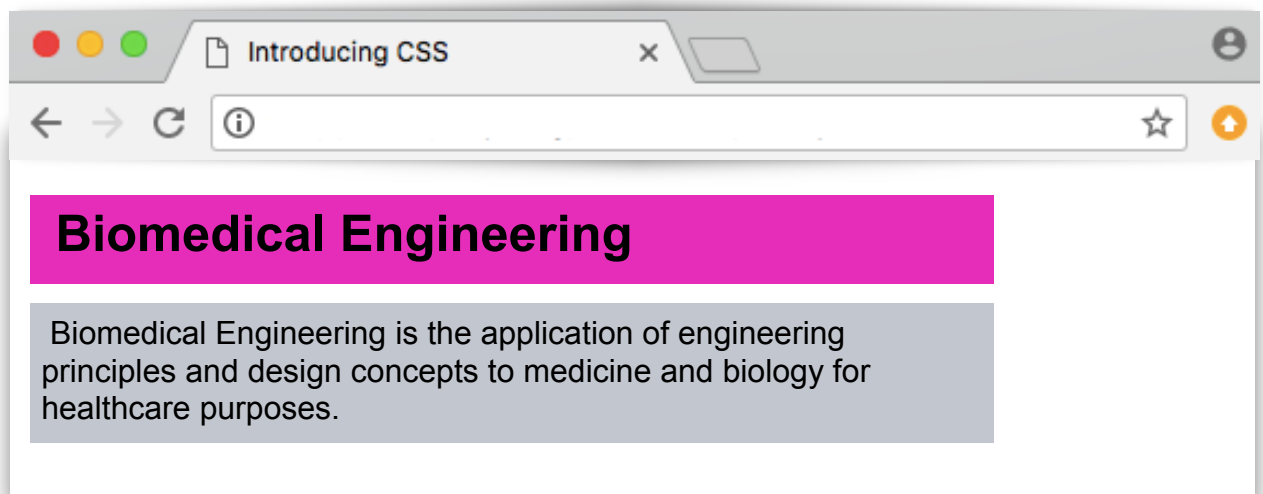 Introducing CSS
Biomedical Engineering
Biomedical Engineering is the application of engineering
principles and design concepts to medicine and biology for
healthcare purposes.